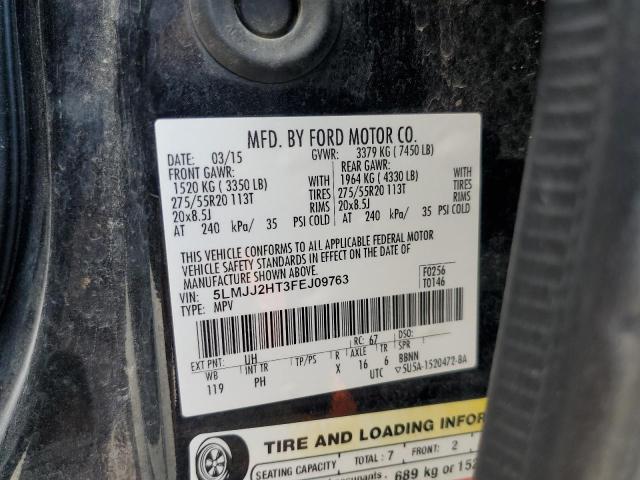 MFD. BY FORD MOTOR CO.
DATE: 03/15 GVWR: 3379 KG ( 7450 LB)
FRONT GAWR: REAR GAWR:
1520 KG ( 3350 LB) WITH 1964 KG ( 4330 LB) WITH
275/55R20 113T TIRES 275/55R20 113T TIRES
20x8.5J RIMS 20x8.5J RIMS
AT 240 kPa/ 35 PSI COLD AT 240 kPa/ 35 PSI COLD
THIS VEHICLE CONFORMS TO ALL APPLICABLE FEDERAL MOTOR
VEHICLE SAFETY STANDARDS IN EFFECT ON THE DATE OF
MANUFACTURE SHOWN ABOVE.
VIN: 5LMJJ2HT3FEJ09763 F0256
TYPE: MPV T0146
EXT PNT: UH RC: 67 DSO:
WB INT TR TP/PS R AXLE TR SPR
119 PH X 16 6 BBNN
UTC ▽5U5A-1520472-BA
TIRE AND LOADING INFOR
SEATING CAPACITY TOTAL: 7 FRONT: 2
689 kg or 152